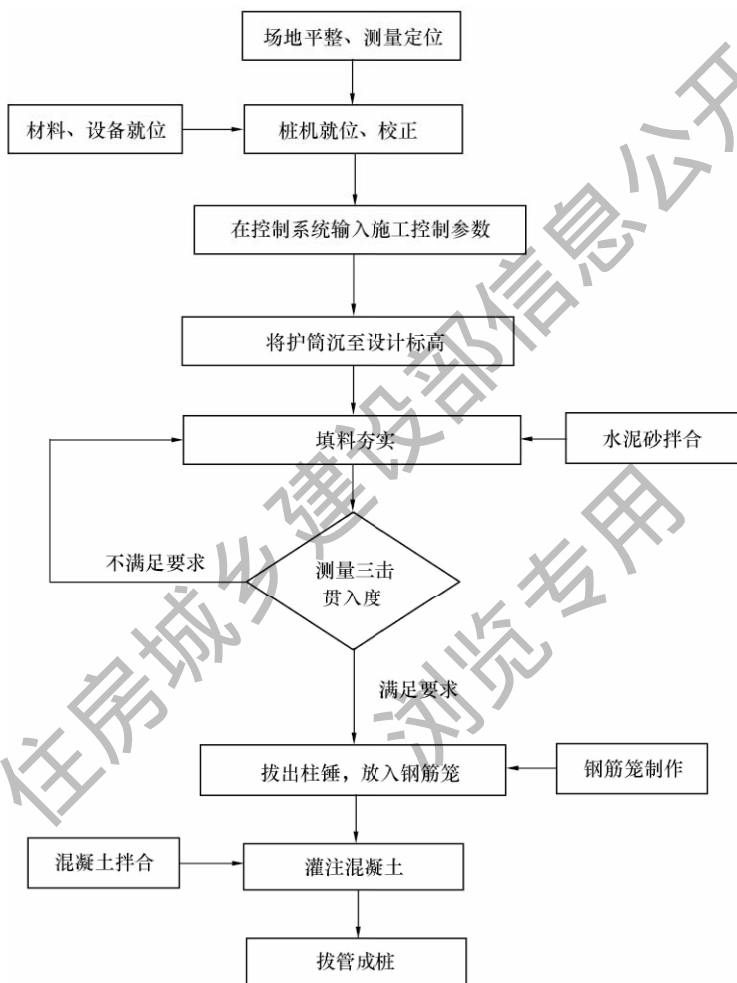 场地平整、测量定位
材料、设备就位
桩机就位、校正
在控制系统输入施工控制参数
将护筒沉至设计标高
填料夯实
水泥砂拌合
不满足要求
测量三击
贯入度
满足要求
拔出柱锤，放入钢筋笼
钢筋笼制作
混凝土拌合
灌注混凝土
拔管成桩
住房城乡建设部信息公开
浏览专用